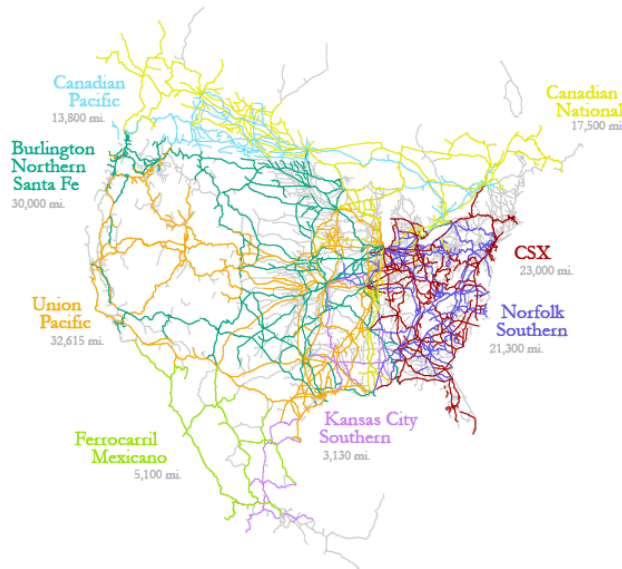 Canadian
Pacific
13,800 mi.
Canadian
National
17,500 mi.
Burlington
Northern
Santa Fe
30,000 mi.
CSX
23,000 mi.
Union
Pacific
32,615 mi.
Norfolk
Southern
21,300 mi.
Kansas City
Southern
3,130 mi.
Ferrocarril
Mexicano
5,100 mi.